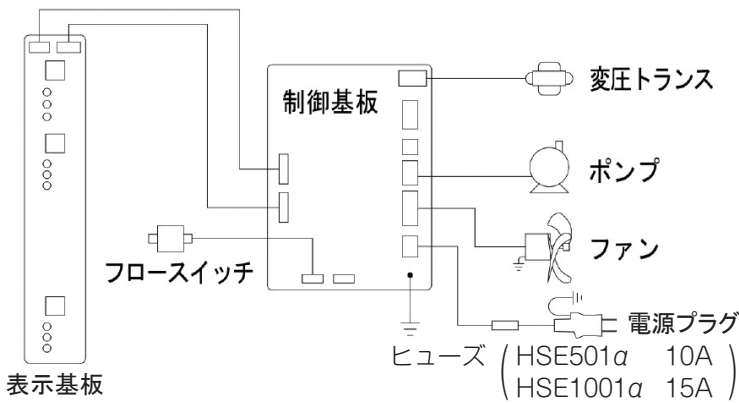 制御基板
変圧トランス
ポンプ
ファン
フロースイッチ
電源プラグ
ヒューズ (HSE501α 10A
HSE1001α 15A)
表示基板